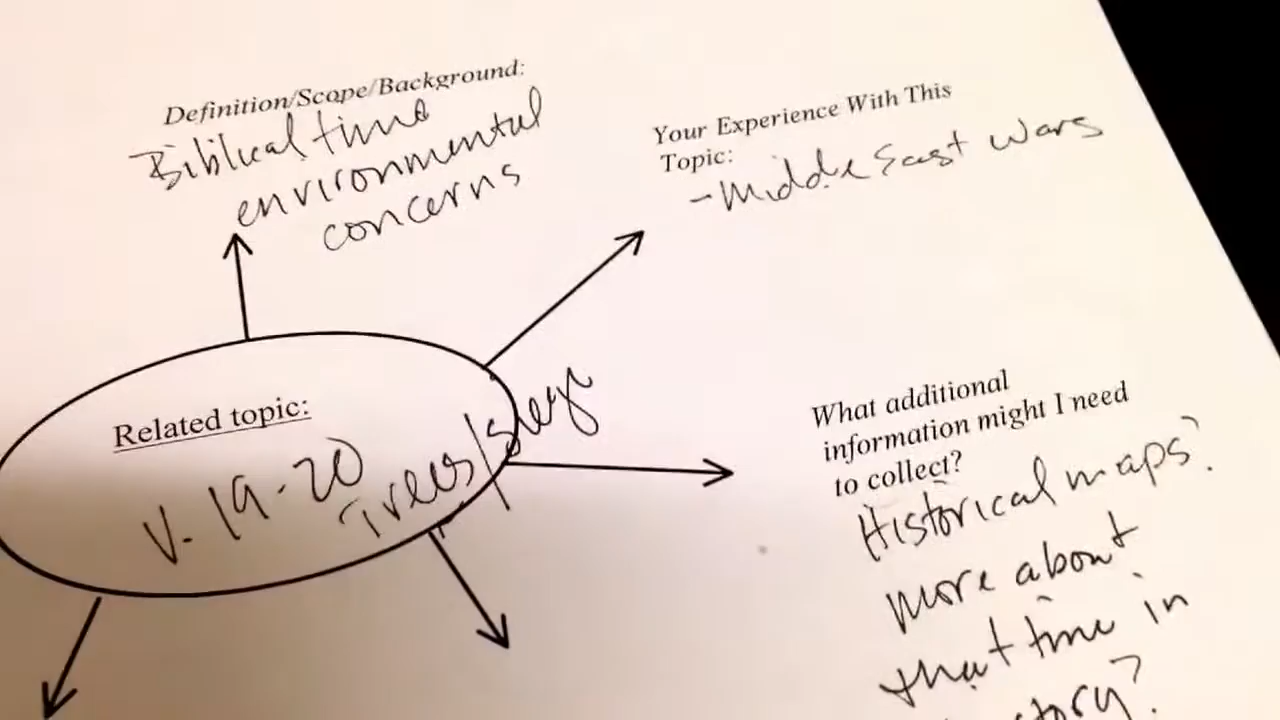 Definition/Scope/Background:
Biblical time
environmental
concerns
Your Experience With This
Topic:
- Middle East wars
Related topic:
V. 19-20
Trees/siege
What additional
information might I need
to collect?
Historical maps?
more about
that time in